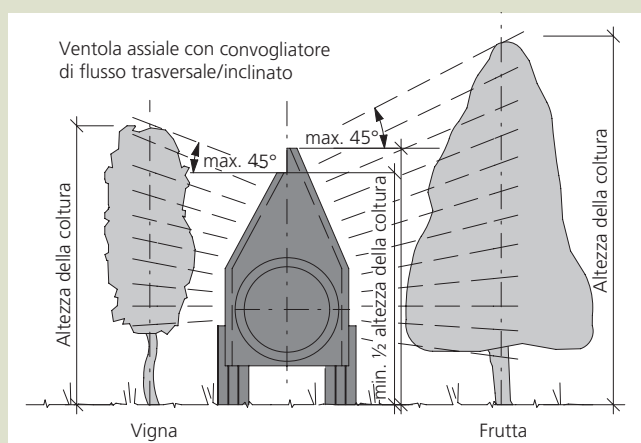 Ventola assiale con convogliatore
di flusso trasversale/inclinato
max. 45°
max. 45°
Altezza della coltura
min. ½ altezza della coltura
Altezza della coltura
Vigna
Frutta